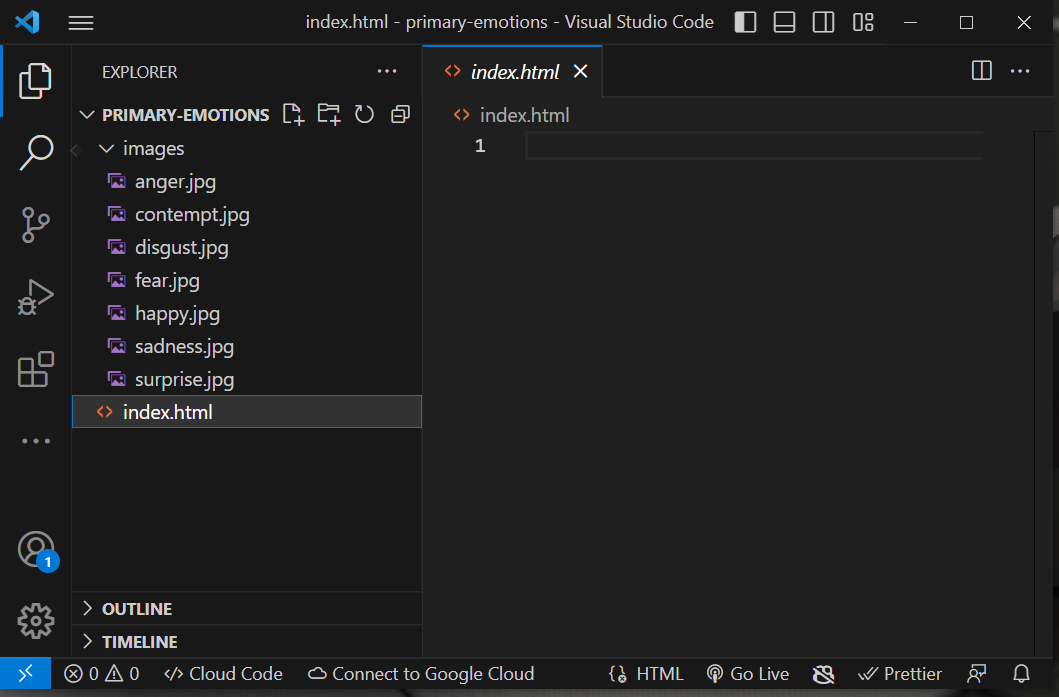 index.html - primary-emotions - Visual Studio Code
EXPLORER
PRIMARY-EMOTIONS
images
anger.jpg
contempt.jpg
disgust.jpg
fear.jpg
happy.jpg
sadness.jpg
surprise.jpg
index.html
OUTLINE
TIMELINE
index.html
index.html
1
1
0 0 Cloud Code Connect to Google Cloud HTML Go Live Prettier